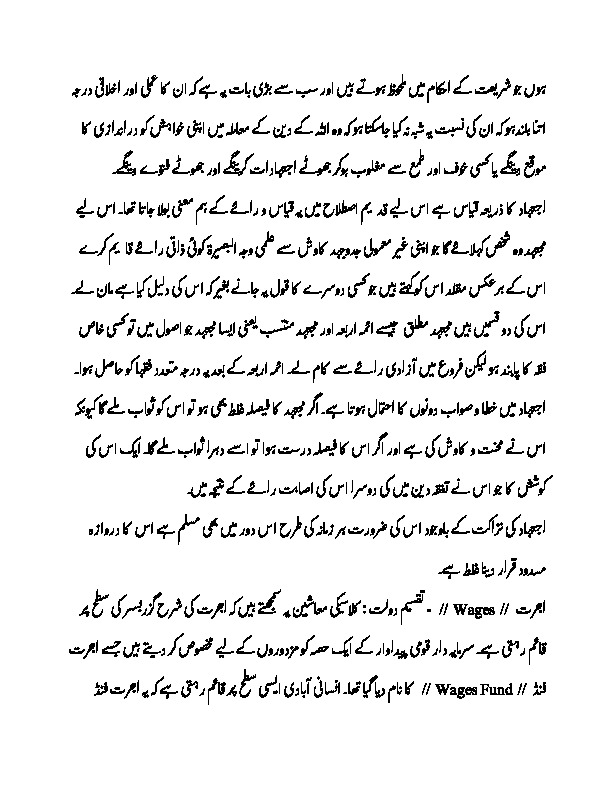 ہوں جو شریعت کے احکام میں ملحوظ ہوتے ہیں اور سب سے بڑی بات یہ ہے کہ ان کا عملی اور اخلاقی درجہ
اتنا بلند ہو کہ ان کی نسبت یہ شبہ نہ کیا جاسکتا ہو کہ وہ اللہ کے دین کے معاملہ میں اپنی خواہش کو دراندازی کا
موقع دینگے یا کسی خوف اور طمع سے مغلوب ہوکر جھوٹے اجتہادات کرینگے اور جھوٹے فتوے دینگے۔
اجتہاد کا ذریعہ قیاس ہے اس لیے قدیم اصطلاح میں یہ قیاس و رائے کے ہم معنی بولا جاتا تھا۔ اس لیے
مجتہد وہ شخص کہلائے گا جو اپنی غیر معمولی جدوجہد کاوش سے علمی وجہ البصیرۃ کوئی ذاتی رائے قایم کرے
اس کے برعکس مقلد اس کو کہتے ہیں جو کسی دوسرے کا قول یہ جانے بغیر کہ اس کی دلیل کیا ہے مان لے۔
اس کی دو قسمیں ہیں مجتہد مطلق جیسے ائمہ اربعہ اور مجتہد منتسب یعنی ایسا مجتہد جو اصول میں تو کسی خاص
فقہ کا پابند ہو لیکن فروع میں آزادی رائے سے کام لے۔ ائمہ اربعہ کے بعد یہ درجہ متعدد فقہا کو حاصل ہوا۔
اجتہاد میں خطا و صواب دونوں کا احتمال ہوتا ہے۔ اگر مجتہد کا فیصلہ غلط بھی ہو تو اس کو ثواب ملے گا کیونکہ
اس نے محنت و کاوش کی ہے اور اگر اس کا فیصلہ درست ہوا تو اسے دہرا ثواب ملے گا۔ ایک اس کی
کوشش کا جو اس نے تفقہ دین میں کی دوسرا اس کی اصابت رائے کے نتیجہ میں۔
اجتہاد کی نزاکت کے باوجود اس کی ضرورت ہر زمانہ کی طرح اس دور میں بھی مسلم ہے اس کا دروازہ
مسدود قرار دینا غلط ہے۔
اجرت // Wages // - تقسیم دولت : کلاسیکی معاشین یہ سمجھتے ہیں کہ اجرت کی شرح گزربسر کی سطح پر
قائم رہتی ہے۔ سرمایہ دار قومی پیداوار کے ایک حصہ کو مزدوروں کے لیے مخصوص کر دیتے ہیں جسے اجرت
فنڈ // Wages Fund // کا نام دیا گیا تھا۔ انسانی آبادی ایسی سطح پر قائم رہتی ہے کہ یہ اجرت فنڈ